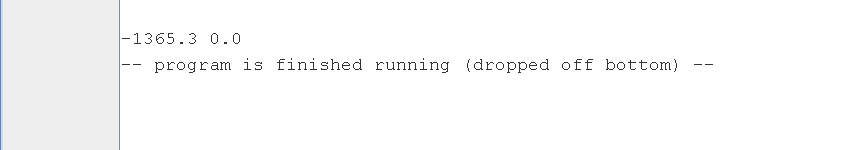 -1365.3 0.0
-- program is finished running (dropped off bottom) --